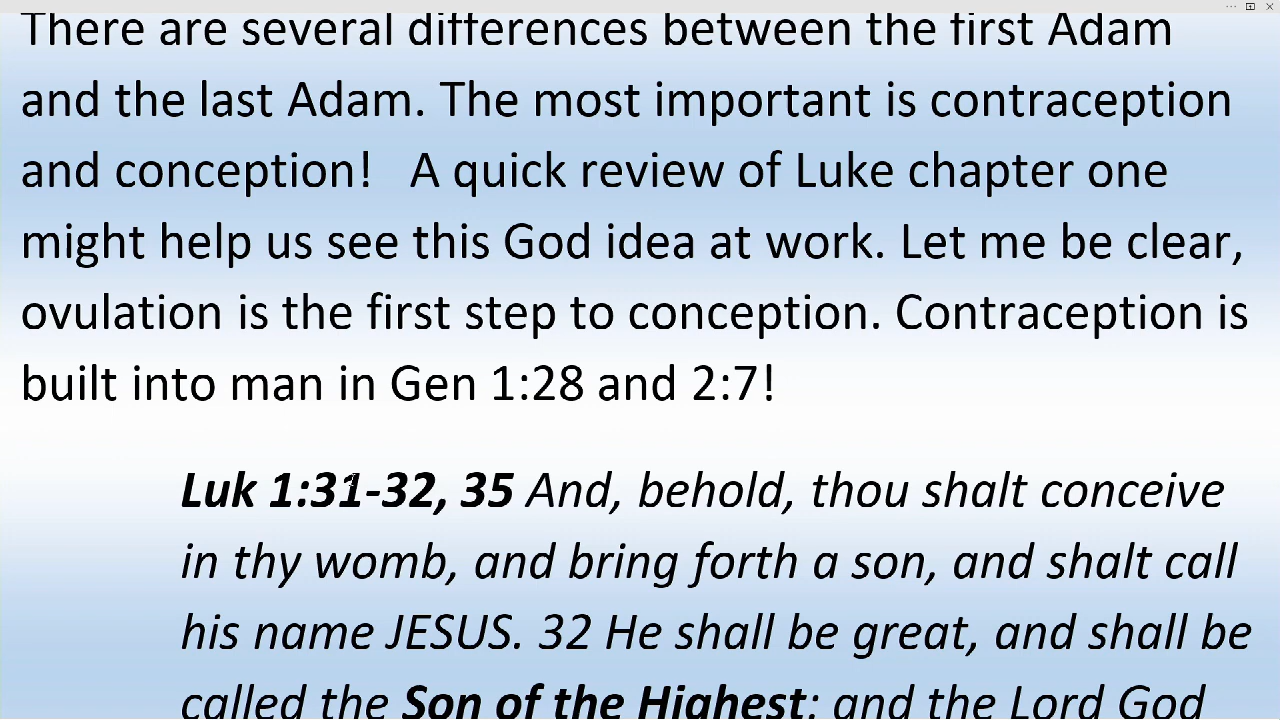 There are several differences between the first Adam
and the last Adam. The most important is contraception
and conception!   A quick review of Luke chapter one
might help us see this God idea at work. Let me be clear,
ovulation is the first step to conception. Contraception is
built into man in Gen 1:28 and 2:7!
Luk 1:31-32, 35 And, behold, thou shalt conceive
in thy womb, and bring forth a son, and shalt call
his name JESUS. 32 He shall be great, and shall be
called the Son of the Highest: and the Lord God